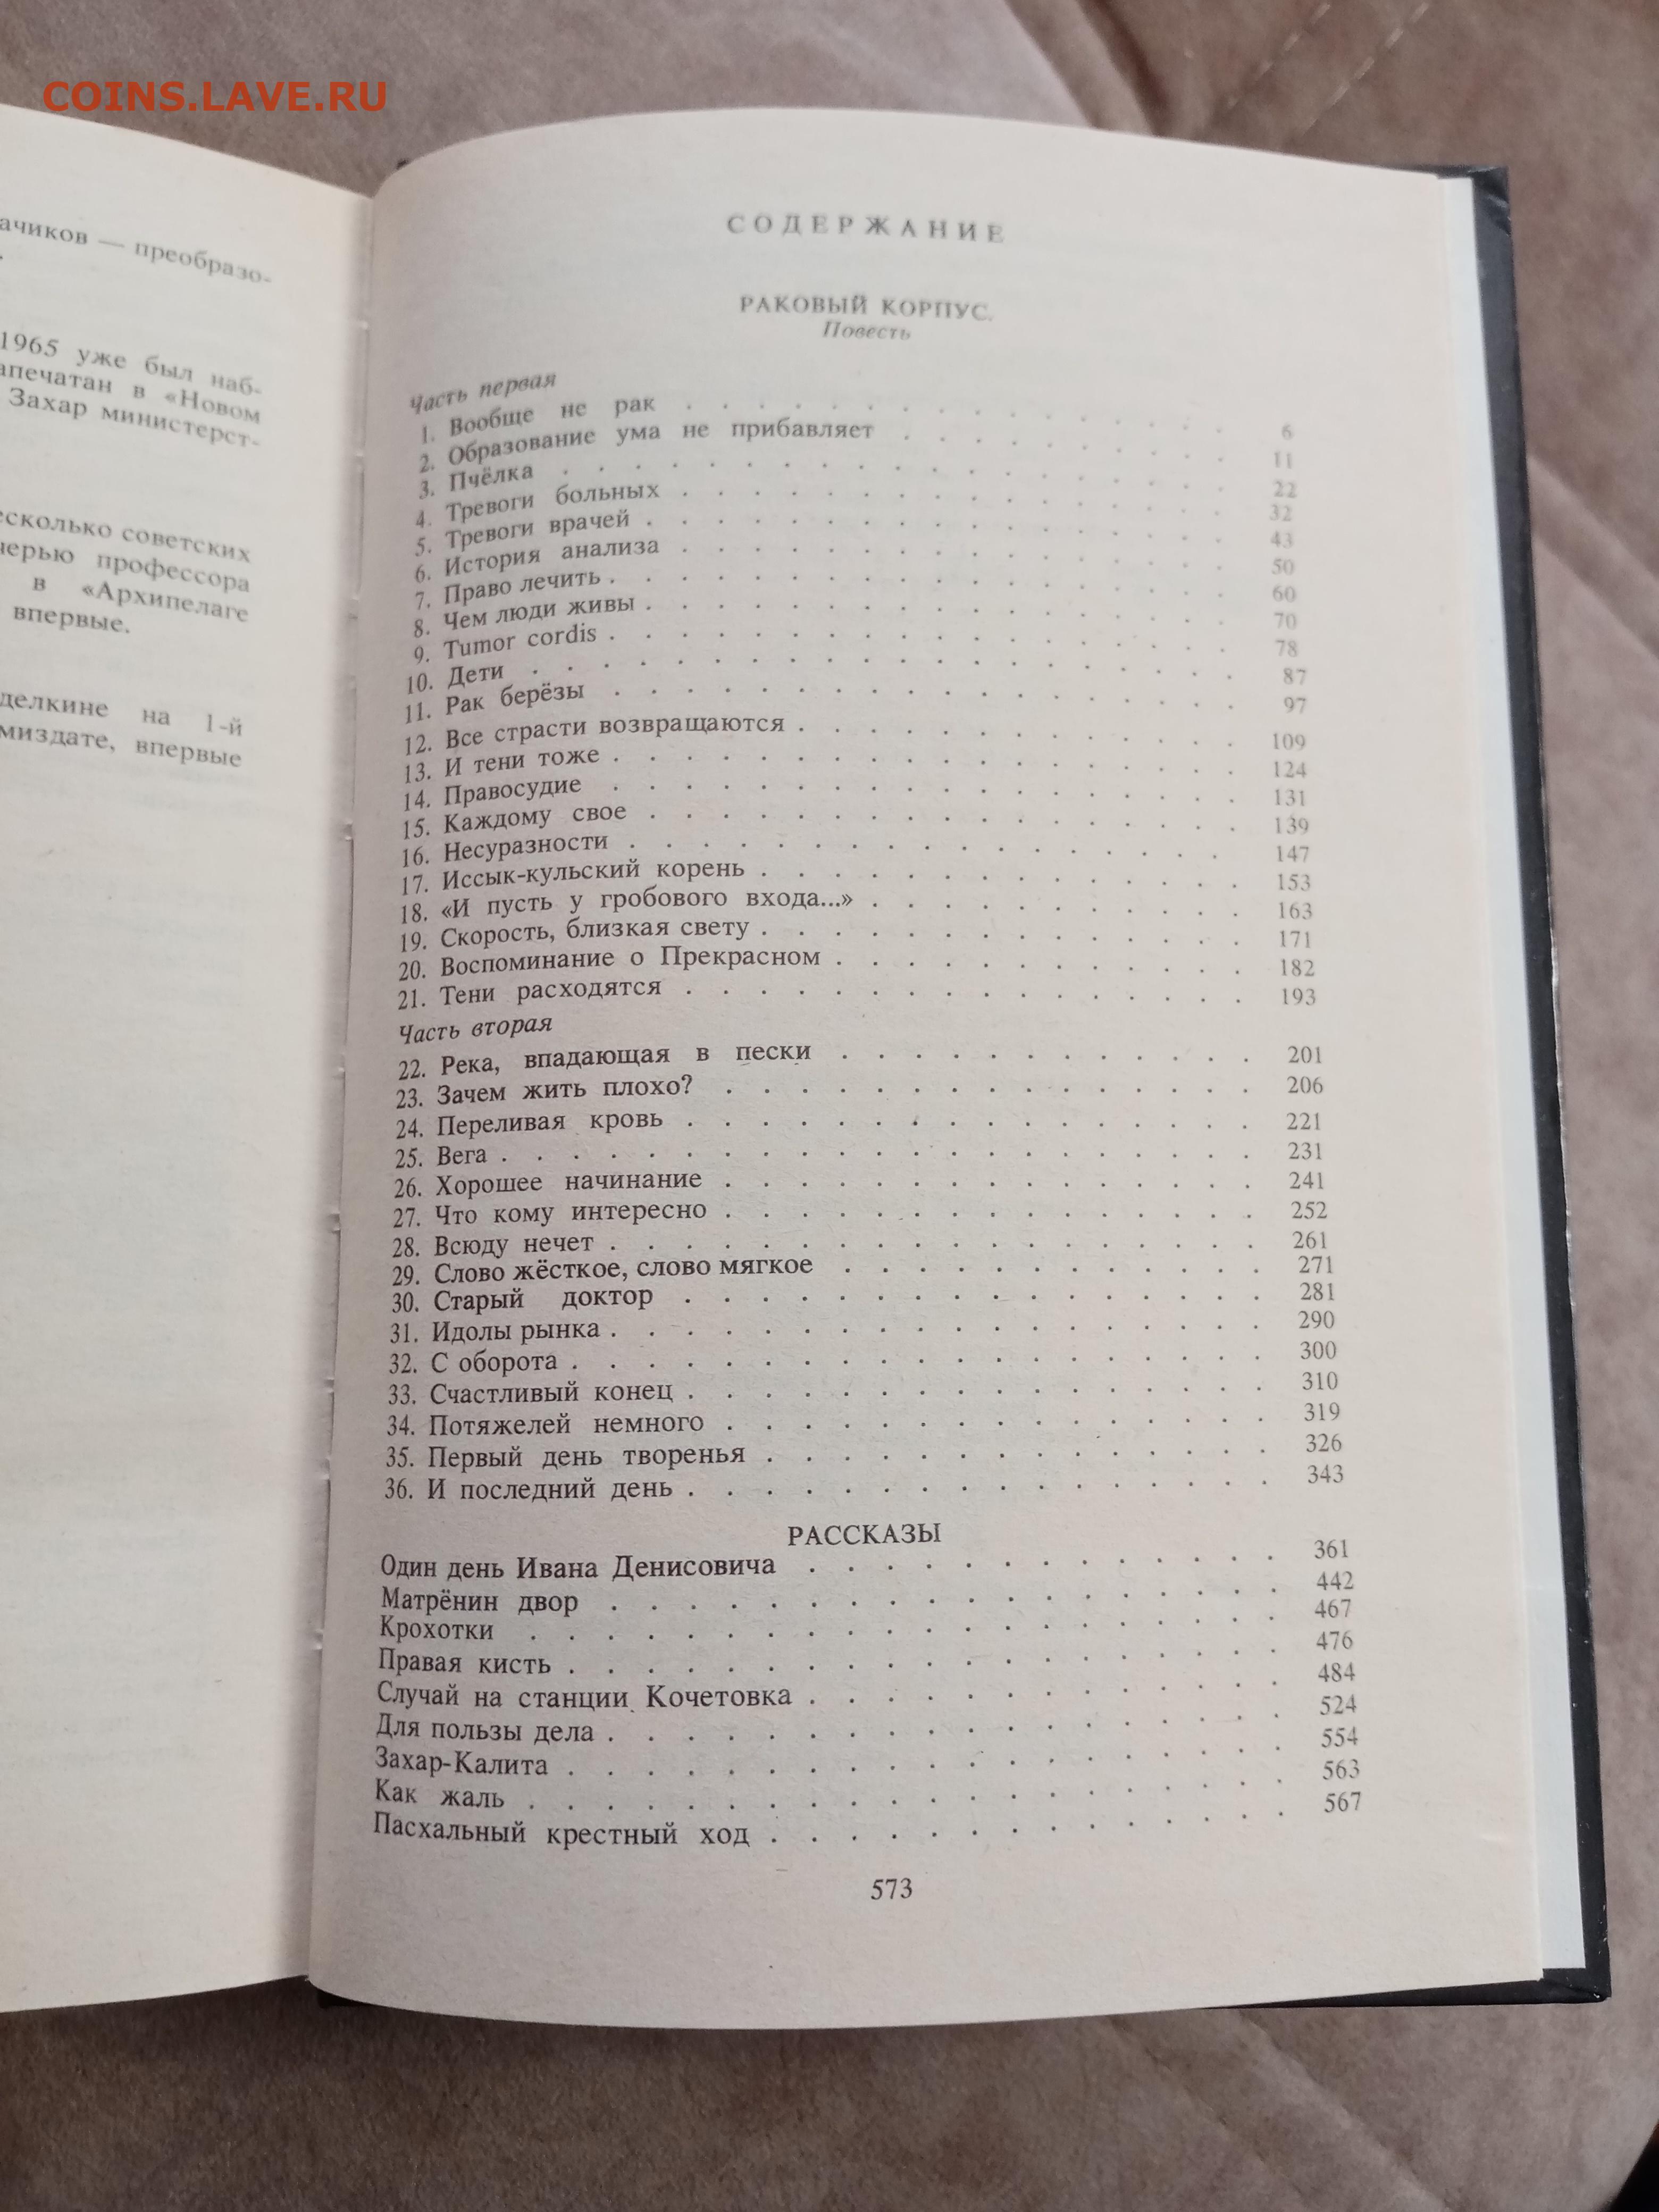 COINS.LAVE.RU
ачиков — преобразо-
1965 уже был наб-
апечатан в «Новом
Захар министерст-
есколько советских
черью профессора
в «Архипелаге
впервые.
делкине на 1-й
миздате, впервые
СОДЕРЖАНИЕ
РАКОВЫЙ КОРПУС.
Повесть
Часть первая
1. Вообще не рак . . . . . . . . . . . . 6
2. Образование ума не прибавляет . . . . . . . . 11
3. Пчёлка . . . . . . . . . . . . 22
4. Тревоги больных . . . . . . . . . . . . 32
5. Тревоги врачей . . . . . . . . . . . . 43
6. История анализа . . . . . . . . . . . . 50
7. Право лечить . . . . . . . . . . . . 60
8. Чем люди живы . . . . . . . . . . . . 70
9. Tumor cordis . . . . . . . . . . . . 78
10. Дети . . . . . . . . . . . . 87
11. Рак берёзы . . . . . . . . . . . . 97
12. Все страсти возвращаются . . . . . . . . . . . . 109
13. И тени тоже . . . . . . . . . . . . 124
14. Правосудие . . . . . . . . . . . . 131
15. Каждому свое . . . . . . . . . . . . 139
16. Несуразности . . . . . . . . . . . . 147
17. Иссык-кульский корень . . . . . . . . . . . . 153
18. «И пусть у гробового входа...» . . . . . . . . . . 163
19. Скорость, близкая свету . . . . . . . . . . . . 171
20. Воспоминание о Прекрасном . . . . . . . . . . . 182
21. Тени расходятся . . . . . . . . . . . . 193
Часть вторая
22. Река, впадающая в пески . . . . . . . . . . . 201
23. Зачем жить плохо? . . . . . . . . . . . . 206
24. Переливая кровь . . . . . . . . . . . . 221
25. Вега . . . . . . . . . . . . 231
26. Хорошее начинание . . . . . . . . . . . . 241
27. Что кому интересно . . . . . . . . . . . . 252
28. Всюду нечет . . . . . . . . . . . . 261
29. Слово жёсткое, слово мягкое . . . . . . . . . . . 271
30. Старый доктор . . . . . . . . . . . . 281
31. Идолы рынка . . . . . . . . . . . . 290
32. С оборота . . . . . . . . . . . . 300
33. Счастливый конец . . . . . . . . . . . . 310
34. Потяжелей немного . . . . . . . . . . . . 319
35. Первый день творенья . . . . . . . . . . . . 326
36. И последний день . . . . . . . . . . . . 343
РАССКАЗЫ
Один день Ивана Денисовича . . . . . . . . . . . . 361
Матрёнин двор . . . . . . . . . . . . 442
Крохотки . . . . . . . . . . . . 467
Правая кисть . . . . . . . . . . . . 476
Случай на станции Кочетовка . . . . . . . . . . . . 484
Для пользы дела . . . . . . . . . . . . 524
Захар-Калита . . . . . . . . . . . . 554
Как жаль . . . . . . . . . . . . 563
Пасхальный крестный ход . . . . . . . . . . . . 567
573